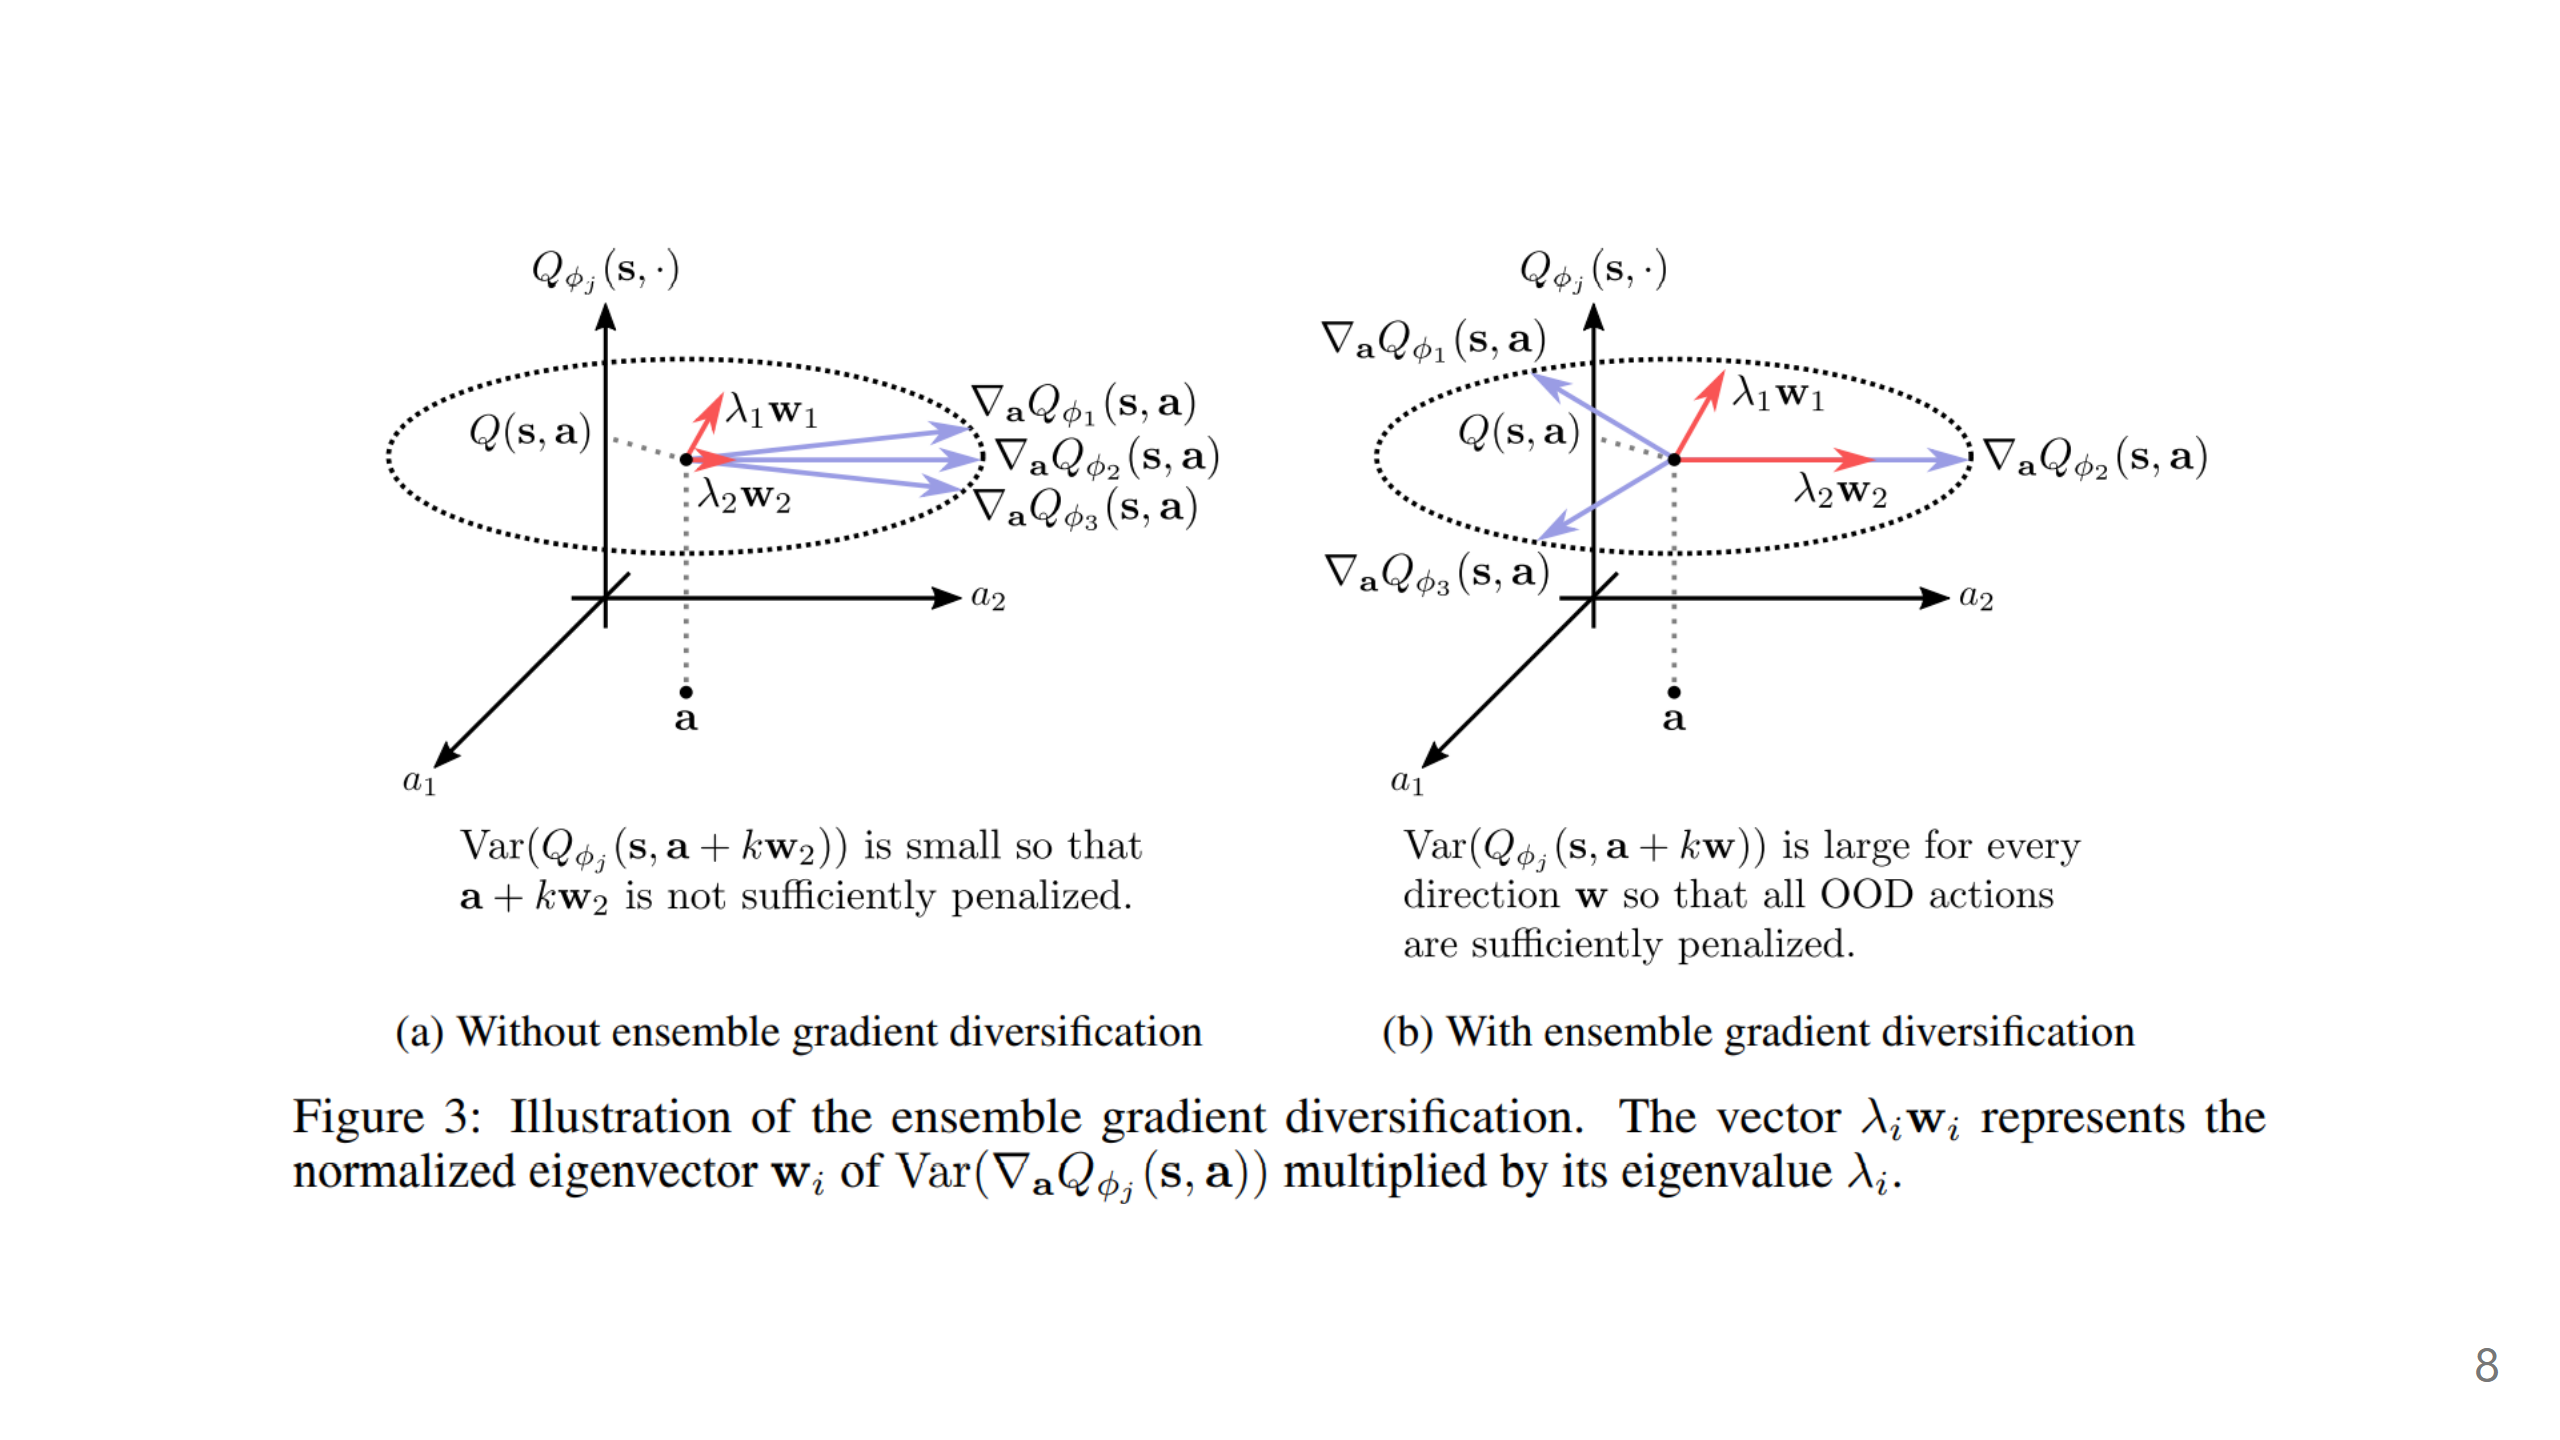 Q_{ϕ_j}(s, ·)
∇_a Q_{ϕ_1}(s, a)
λ_1 w_1
Q(s, a)
∇_a Q_{ϕ_2}(s, a)
λ_2 w_2
∇_a Q_{ϕ_3}(s, a)
a_2
a
a_1
Var(Q_{ϕ_j}(s, a + kw_2)) is small so that
a + kw_2 is not sufficiently penalized.
(a) Without ensemble gradient diversification
Q_{ϕ_j}(s, ·)
∇_a Q_{ϕ_1}(s, a)
λ_1 w_1
Q(s, a)
∇_a Q_{ϕ_2}(s, a)
λ_2 w_2
∇_a Q_{ϕ_3}(s, a)
a_2
a
a_1
Var(Q_{ϕ_j}(s, a + kw)) is large for every
direction w so that all OOD actions
are sufficiently penalized.
(b) With ensemble gradient diversification
Figure 3: Illustration of the ensemble gradient diversification. The vector λ_i w_i represents the
normalized eigenvector w_i of Var(∇_a Q_{ϕ_j}(s, a)) multiplied by its eigenvalue λ_i.
8